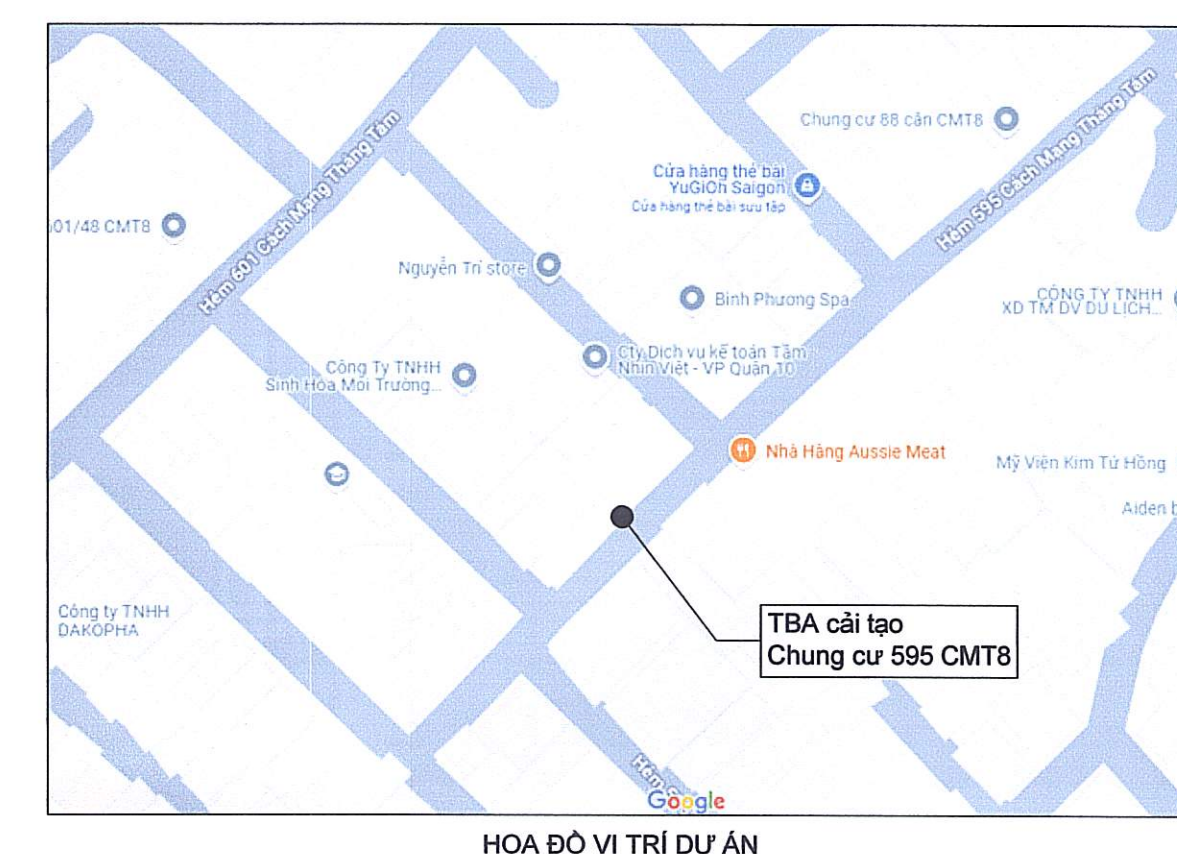 Chung cư 88 căn CMT8
Hẻm 595 Cách Mạng Tháng Tám
Hẻm 601 Cách Mạng Tháng Tám
Cửa hàng thẻ bài
YuGiOh Saigon
Cửa hàng thẻ bài sưu tập
601/48 CMT8
Nguyễn Trí store
Bình Phương Spa
CÔNG TY TNHH
XD TM DV DU LỊCH...
Cty Dịch vụ kế toán Tầm
Nhìn Việt - VP Quận 10
Công Ty TNHH
Sinh Hóa Môi Trường...
Nhà Hàng Aussie Meat
Mỹ Viện Kim Tử Hồng
Aiden b
TBA cải tạo
Chung cư 595 CMT8
Công ty TNHH
DAKOPHA
Hẻm
Google
HOẠ ĐỒ VỊ TRÍ DỰ ÁN